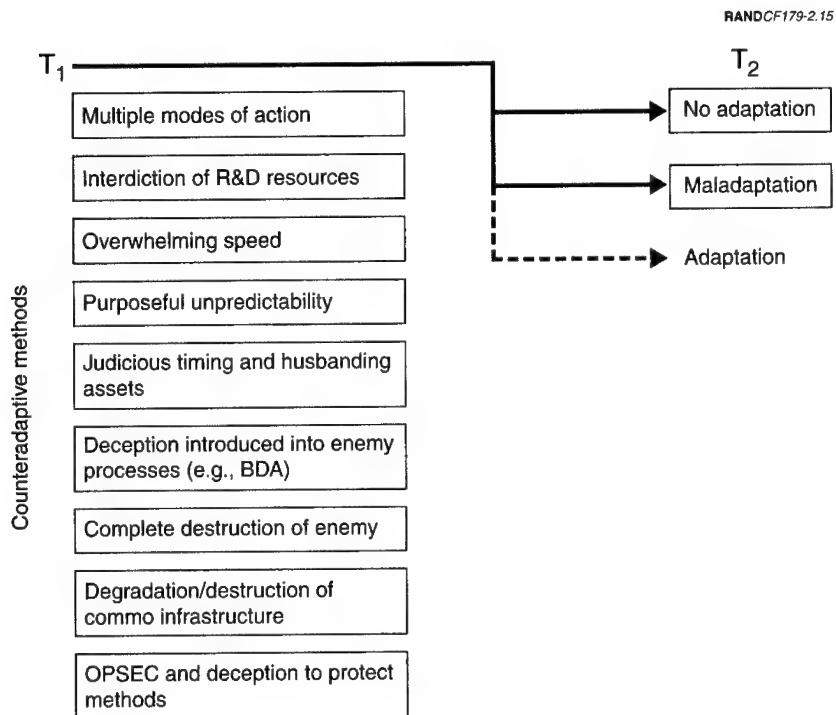 RANDCF179-2.15
T1
T2
Multiple modes of action
No adaptation
Interdiction of R&D resources
Maladaptation
Overwhelming speed
Adaptation
Purposeful unpredictability
Judicious timing and husbanding
assets
Deception introduced into enemy
processes (e.g., BDA)
Complete destruction of enemy
Degradation/destruction of
commo infrastructure
OPSEC and deception to protect
methods
Counteradaptive methods